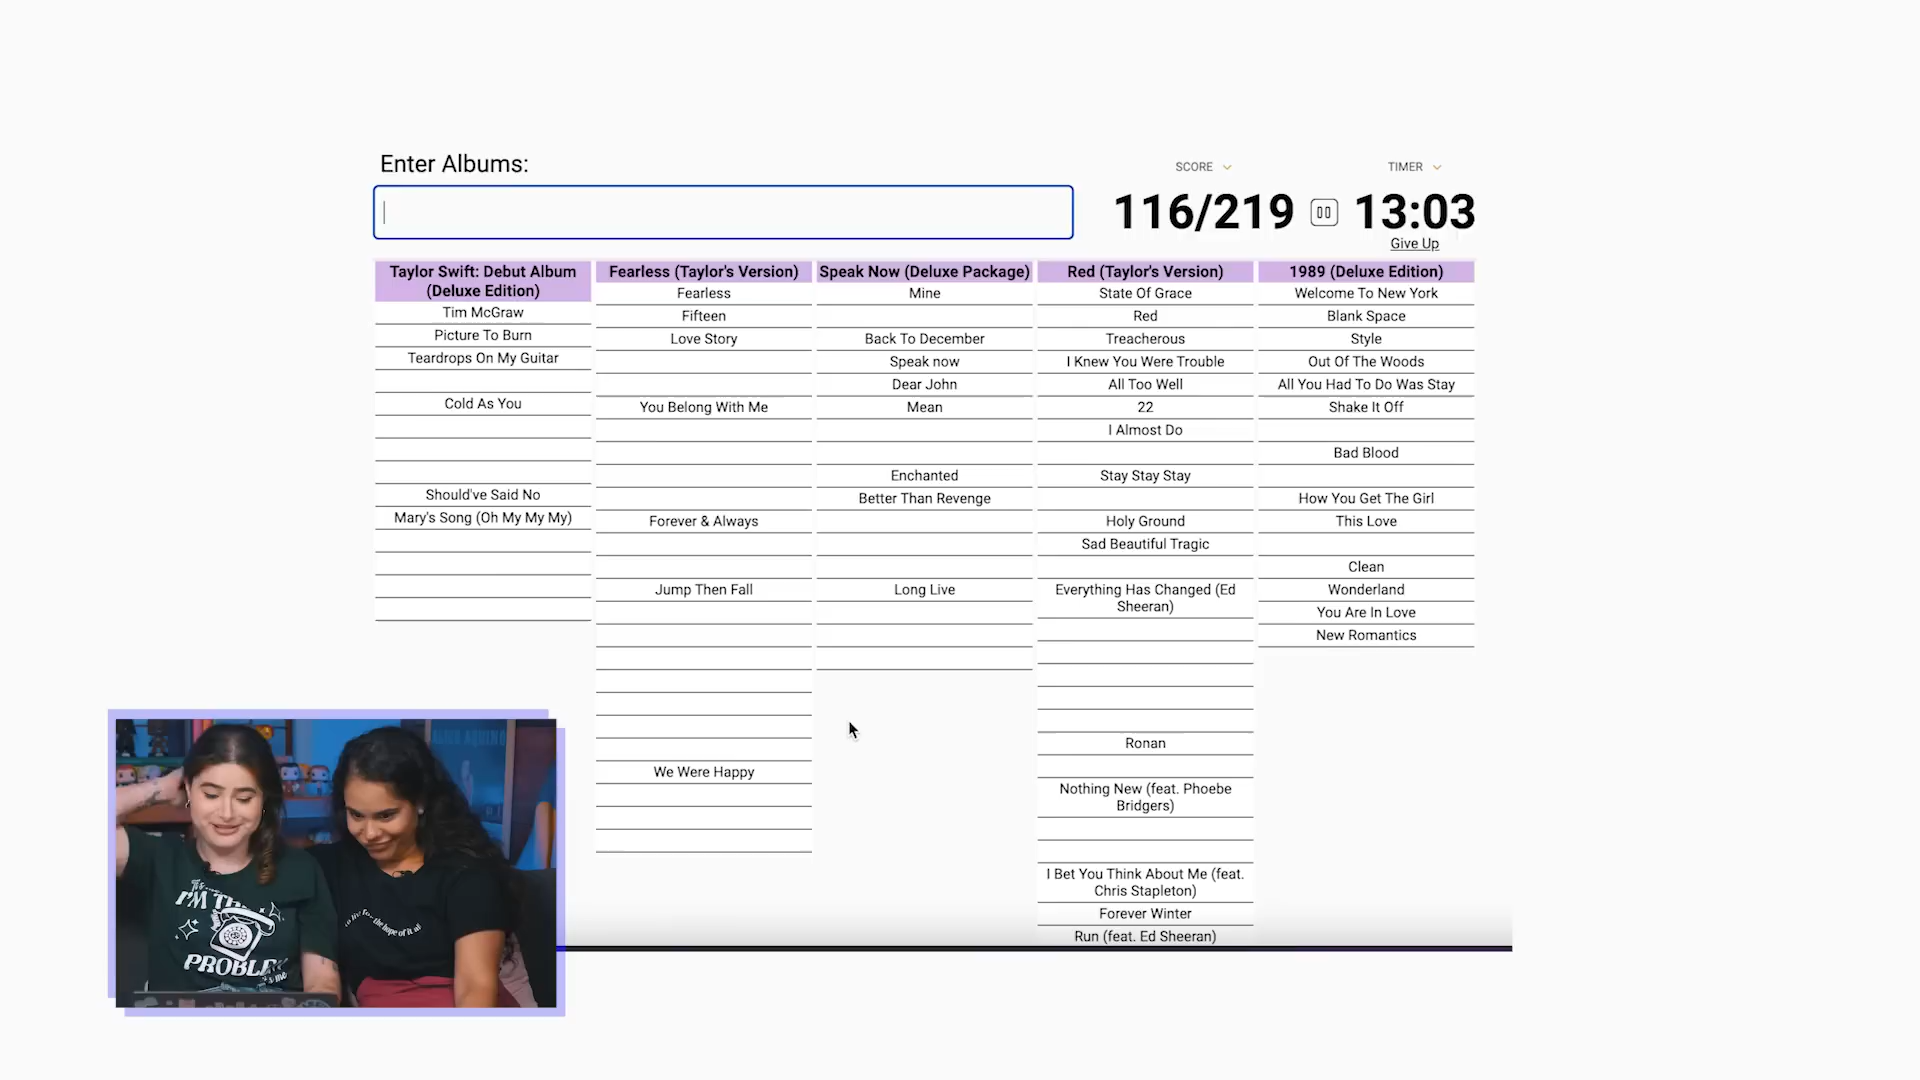 Enter Albums:
SCORE
TIMER
116/219
13:03
Give Up
Taylor Swift: Debut Album
(Deluxe Edition)
Tim McGraw
Picture To Burn
Teardrops On My Guitar
Cold As You
Should've Said No
Mary's Song (Oh My My My)
Fearless (Taylor's Version)
Fearless
Fifteen
Love Story
You Belong With Me
Forever & Always
Jump Then Fall
We Were Happy
Speak Now (Deluxe Package)
Mine
Back To December
Speak now
Dear John
Mean
Enchanted
Better Than Revenge
Long Live
Red (Taylor's Version)
State Of Grace
Red
Treacherous
I Knew You Were Trouble
All Too Well
22
I Almost Do
Stay Stay Stay
Holy Ground
Sad Beautiful Tragic
Everything Has Changed (Ed
Sheeran)
Ronan
Nothing New (feat. Phoebe
Bridgers)
I Bet You Think About Me (feat.
Chris Stapleton)
Forever Winter
Run (feat. Ed Sheeran)
1989 (Deluxe Edition)
Welcome To New York
Blank Space
Style
Out Of The Woods
All You Had To Do Was Stay
Shake It Off
Bad Blood
How You Get The Girl
This Love
Clean
Wonderland
You Are In Love
New Romantics
I'M THE
PROBLEM
the hope of it all